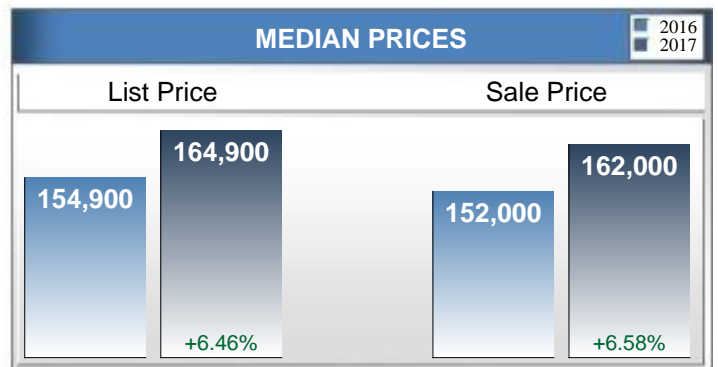 MEDIAN PRICES
2016
2017
List Price
Sale Price
164,900
154,900
162,000
152,000
+6.46%
+6.58%